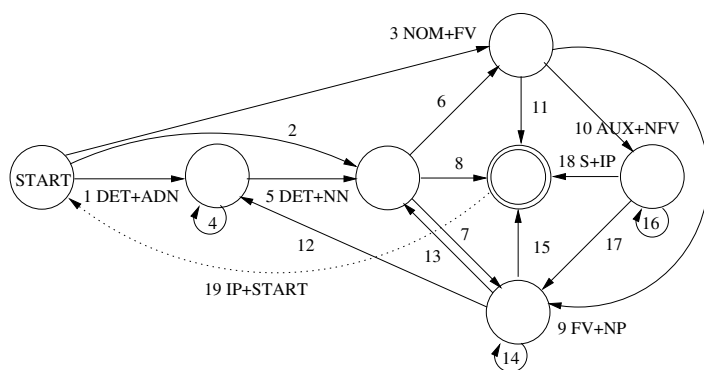 3 NOM+FV
6
11
10 AUX+NFV
2
START
8
18 S+IP
1 DET+ADN
5 DET+NN
4
16
7
12
13
15
17
19 IP+START
9 FV+NP
14